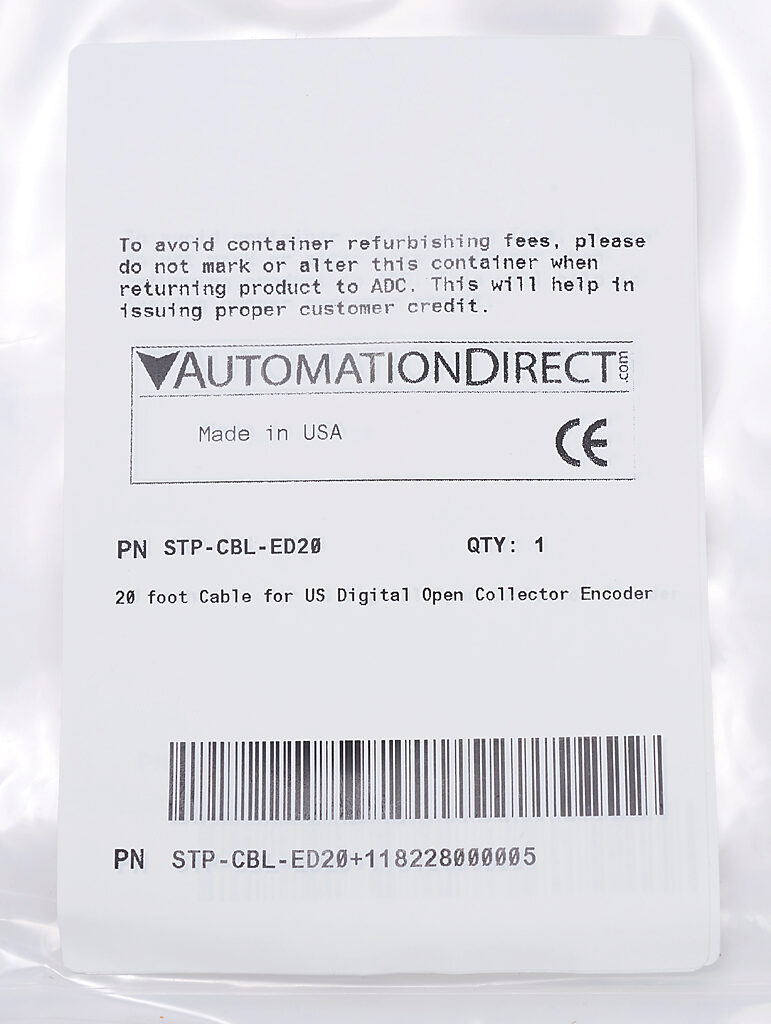 To avoid container refurbishing fees, please
do not mark or alter this container when
returning product to ADC. This will help in
issuing proper customer credit.
AUTOMATIONDIRECT.com
Made in USA
CE
PN STP-CBL-ED20 QTY: 1
20 foot Cable for US Digital Open Collector Encoder
PN STP-CBL-ED20+118228000005